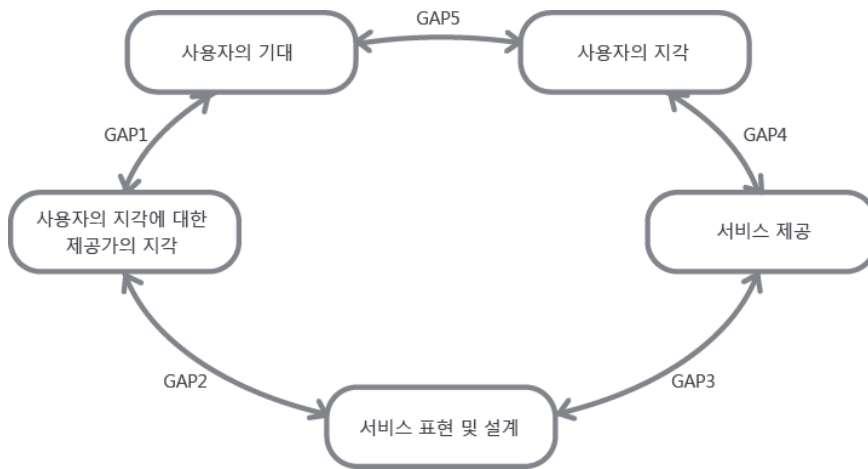 GAP5
사용자의 기대
사용자의 지각
GAP1
GAP4
사용자의 지각에 대한
제공가의 지각
서비스 제공
GAP2
GAP3
서비스 표현 및 설계